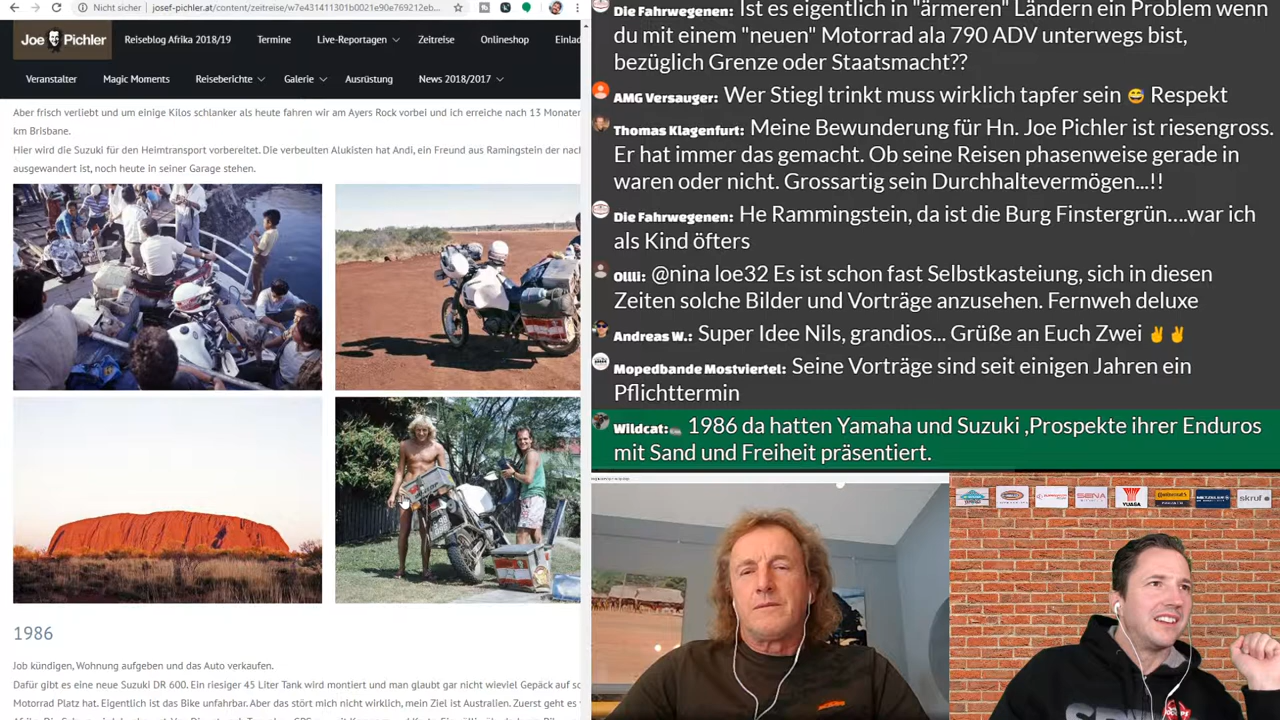 Nicht sicher | josef-pichler.at/content/zeitreise/w7e431411301b0021e90e769212eb...
Joe Pichler
Reiseblog Afrika 2018/19 Termine Live-Reportagen Zeitreise Onlineshop Einlad
Veranstalter Magic Moments Reiseberichte Galerie Ausrüstung News 2018/2017
Aber frisch verliebt und um einige Kilos schlanker als heute fahren wir am Ayers Rock vorbei und ich erreiche nach 13 Monaten
km Brisbane.
Hier wird die Suzuki für den Heimtransport vorbereitet. Die verbeulten Alukisten hat Andi, ein Freund aus Ramingstein der nach
ausgewandert ist, noch heute in seiner Garage stehen.
1986
Job kündigen, Wohnung aufgeben und das Auto verkaufen.
Dafür gibt es eine neue Suzuki DR 600. Ein riesiger 45 Liter Tank wird montiert und man glaubt gar nicht wieviel Gepäck auf
Motorrad Platz hat. Eigentlich ist das Bike unfahrbar. Aber das stört mich nicht wirklich, mein Ziel ist Australien. Zuerst geht es
Die Fahrwegenen: Ist es eigentlich in "ärmeren" Ländern ein Problem wenn
du mit einem "neuen" Motorrad ala 790 ADV unterwegs bist,
bezüglich Grenze oder Staatsmacht??
AMG Versauger: Wer Stiegl trinkt muss wirklich tapfer sein 😅 Respekt
Thomas Klagenfurt: Meine Bewunderung für Hn. Joe Pichler ist riesengross.
Er hat immer das gemacht. Ob seine Reisen phasenweise gerade in
waren oder nicht. Grossartig sein Durchhaltevermögen...!!
Die Fahrwegenen: He Rammingstein, da ist die Burg Finstergrün....war ich
als Kind öfters
Ollli: @nina loe32 Es ist schon fast Selbstkasteiung, sich in diesen
Zeiten solche Bilder und Vorträge anzusehen. Fernweh deluxe
Andreas W.: Super Idee Nils, grandios... Grüße an Euch Zwei ✌️✌️
Mopedbande Mostviertel: Seine Vorträge sind seit einigen Jahren ein
Pflichttermin
Wildcat: 1986 da hatten Yamaha und Suzuki ,Prospekte ihrer Enduros
mit Sand und Freiheit präsentiert.
SENA YUASA Continental METZELER skruf